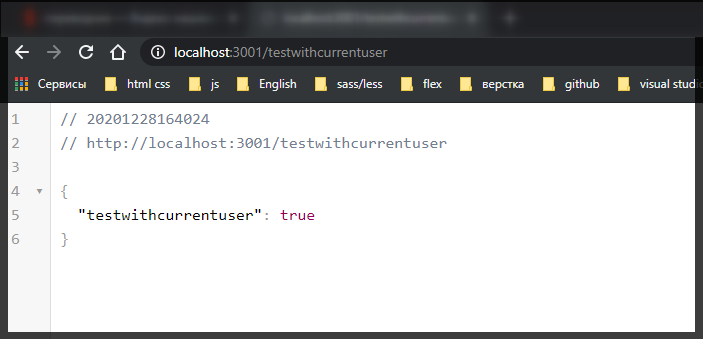 localhost:3001/testwithcurrentuser
Сервисы html css js English sass/less flex верстка github visual studio
1 // 20201228164024
2 // http://localhost:3001/testwithcurrentuser
3
4 {
5 "testwithcurrentuser": true
6 }